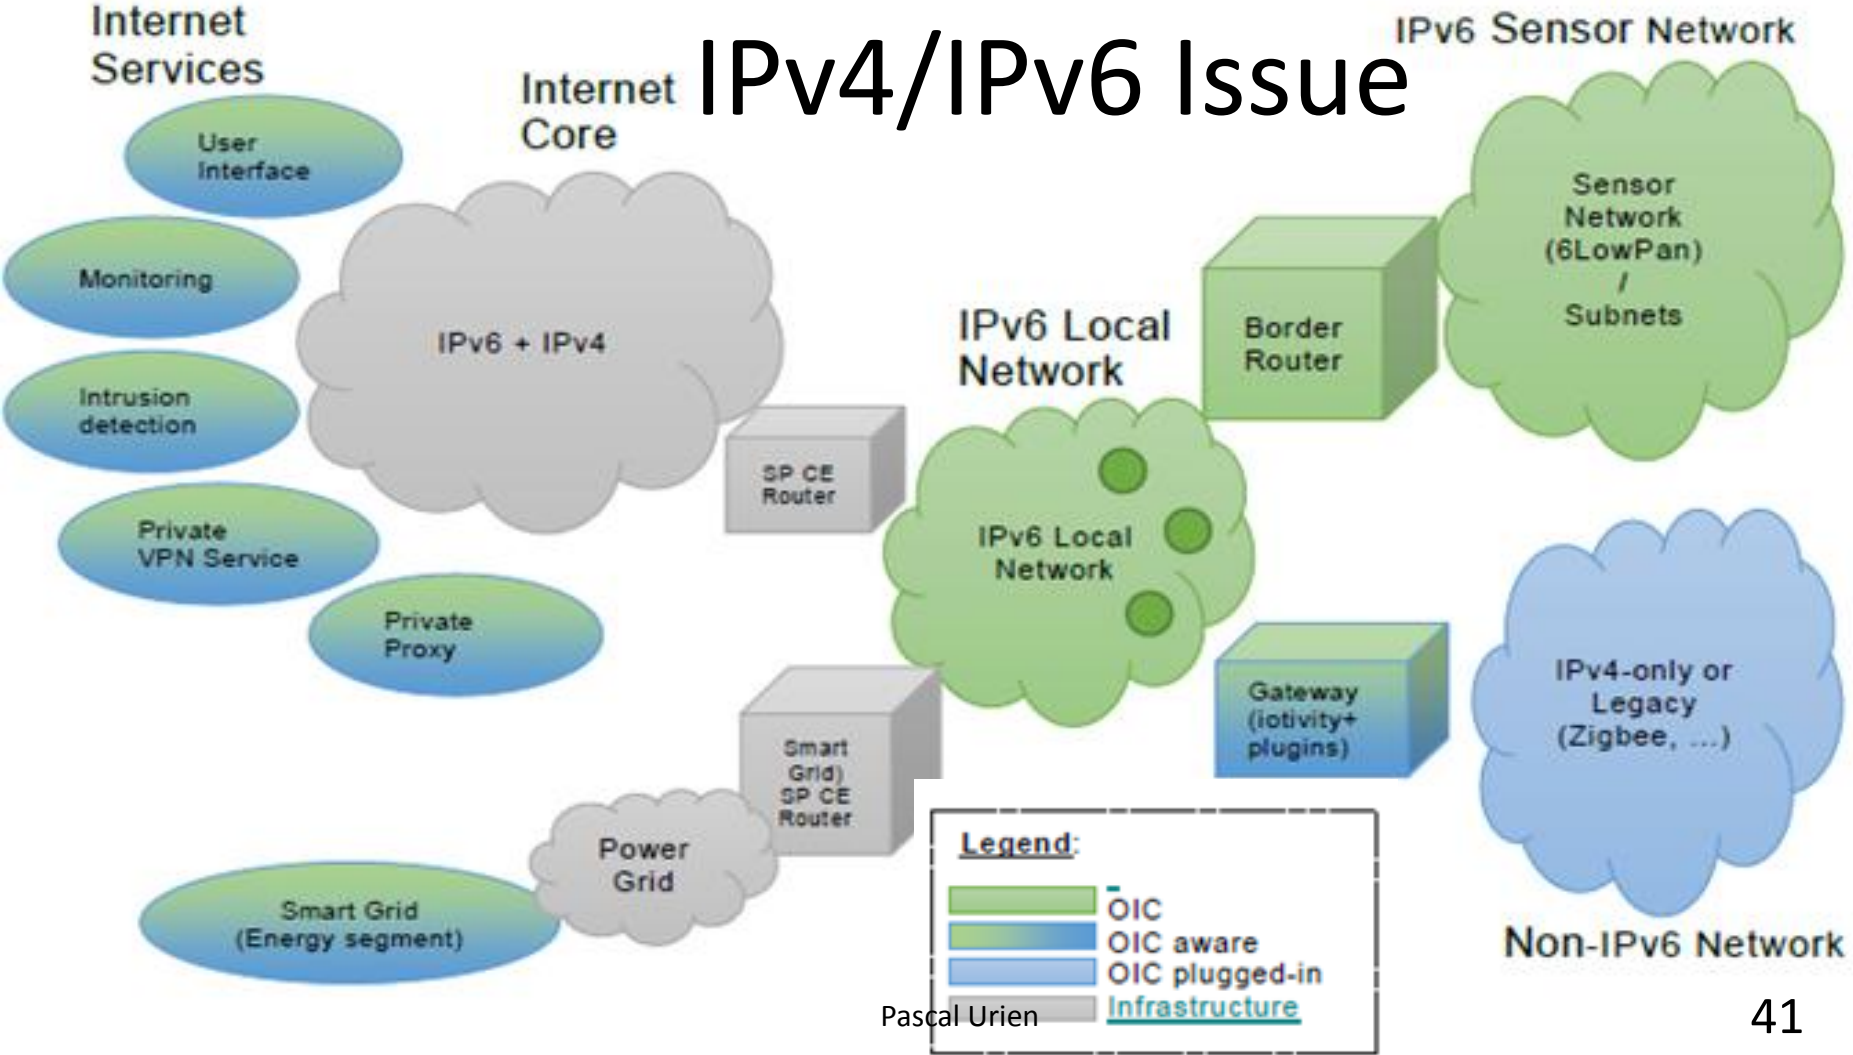 Internet
Services
Internet
Core
IPv4/IPv6 Issue
IPv6 Sensor Network
User
Interface
Monitoring
Intrusion
detection
Private
VPN Service
Private
Proxy
IPv6 + IPv4
SP CE
Router
IPv6 Local
Network
IPv6 Local
Network
Border
Router
Sensor
Network
(6LowPan)
/
Subnets
Gateway
(iotivity+
plugins)
IPv4-only or
Legacy
(Zigbee, ...)
Non-IPv6 Network
Smart
Grid)
SP CE
Router
Power
Grid
Smart Grid
(Energy segment)
Legend:
OIC
OIC aware
OIC plugged-in
Infrastructure
Pascal Urien
41